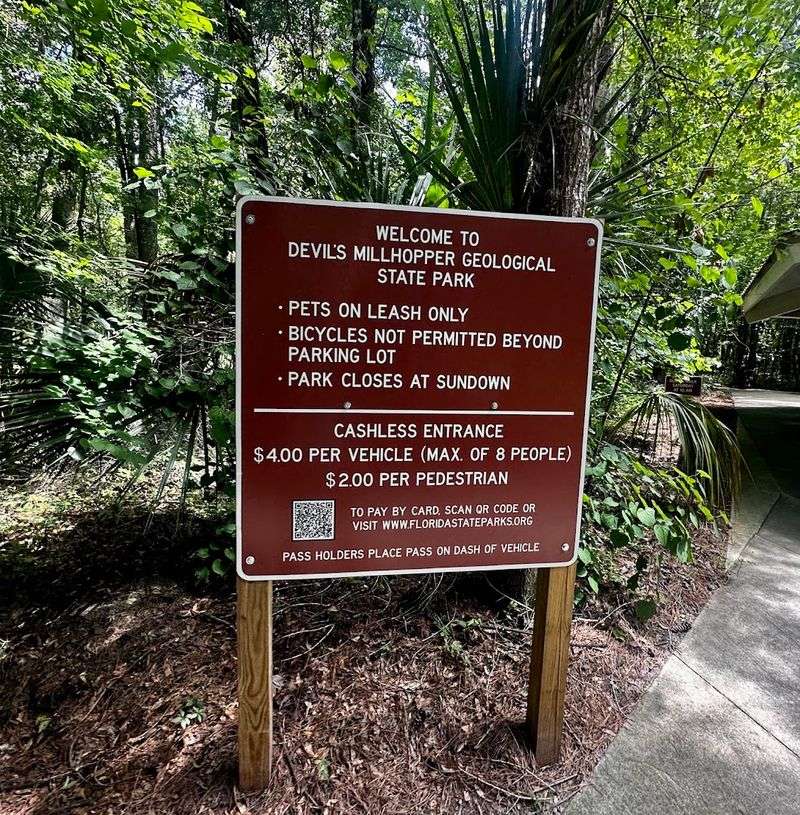 WELCOME TO
DEVIL'S MILLHOPPER GEOLOGICAL
STATE PARK
• PETS ON LEASH ONLY
• BICYCLES NOT PERMITTED BEYOND
PARKING LOT
• PARK CLOSES AT SUNDOWN
CASHLESS ENTRANCE
$4.00 PER VEHICLE (MAX. OF 8 PEOPLE)
$2.00 PER PEDESTRIAN
TO PAY BY CARD, SCAN QR CODE OR
VISIT WWW.FLORIDASTATEPARKS.ORG
PASS HOLDERS PLACE PASS ON DASH OF VEHICLE